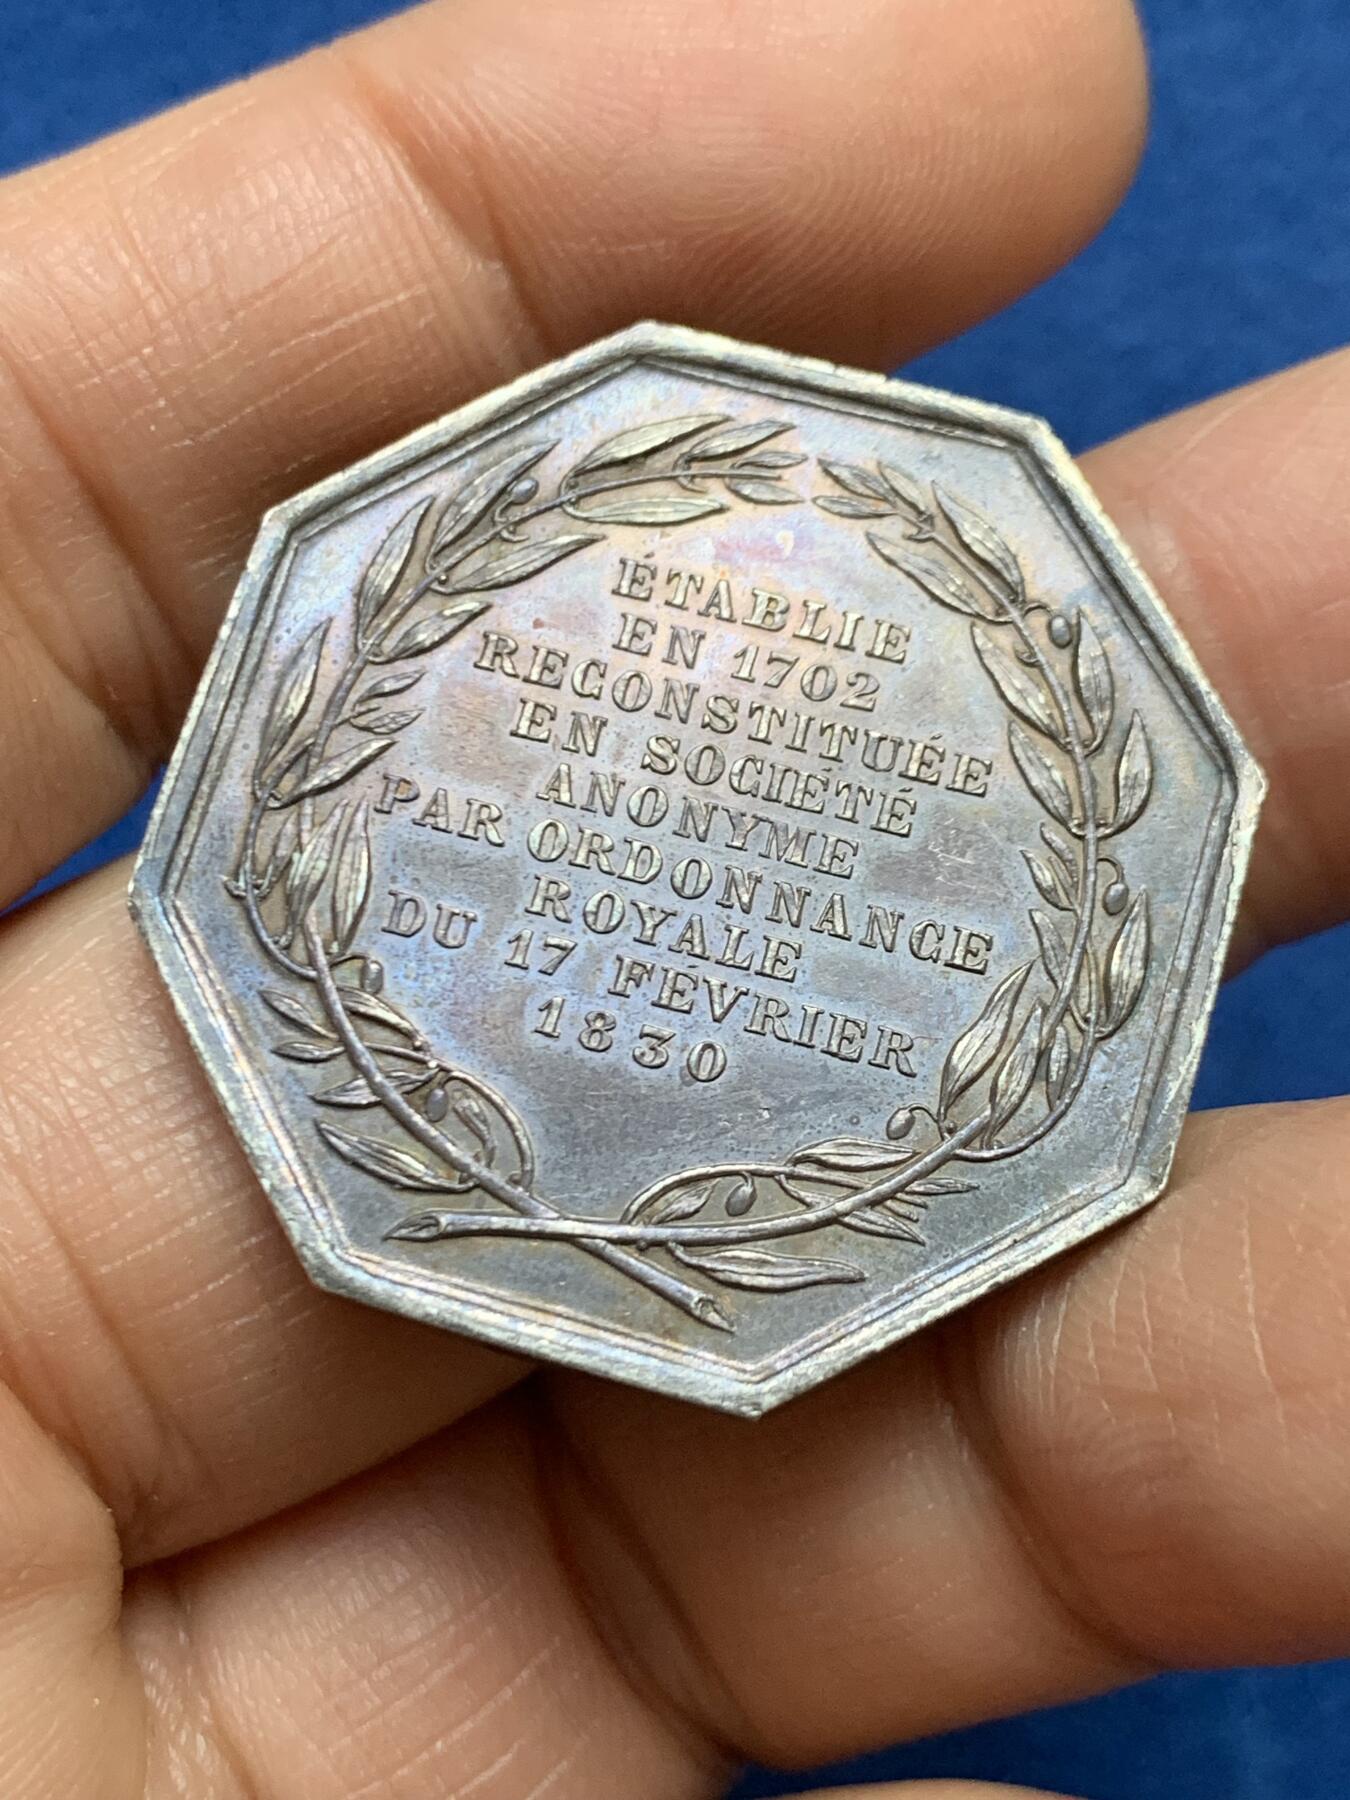 ÉTABLIE
EN 1702
RECONSTITUÉE
EN SOCIÉTÉ
ANONYME
PAR ORDONNANCE
ROYALE
DU 17 FÉVRIER
1830